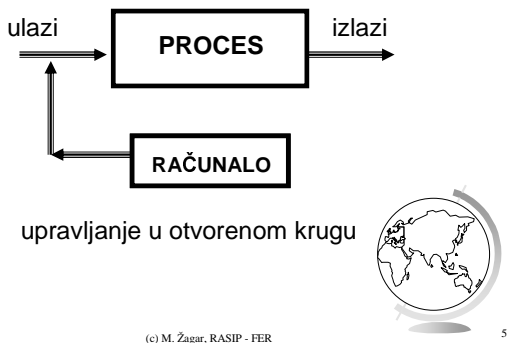 ulazi
PROCES
izlazi
RAČUNALO
upravljanje u otvorenom krugu
(c) M. Žagar, RASIP - FER
5